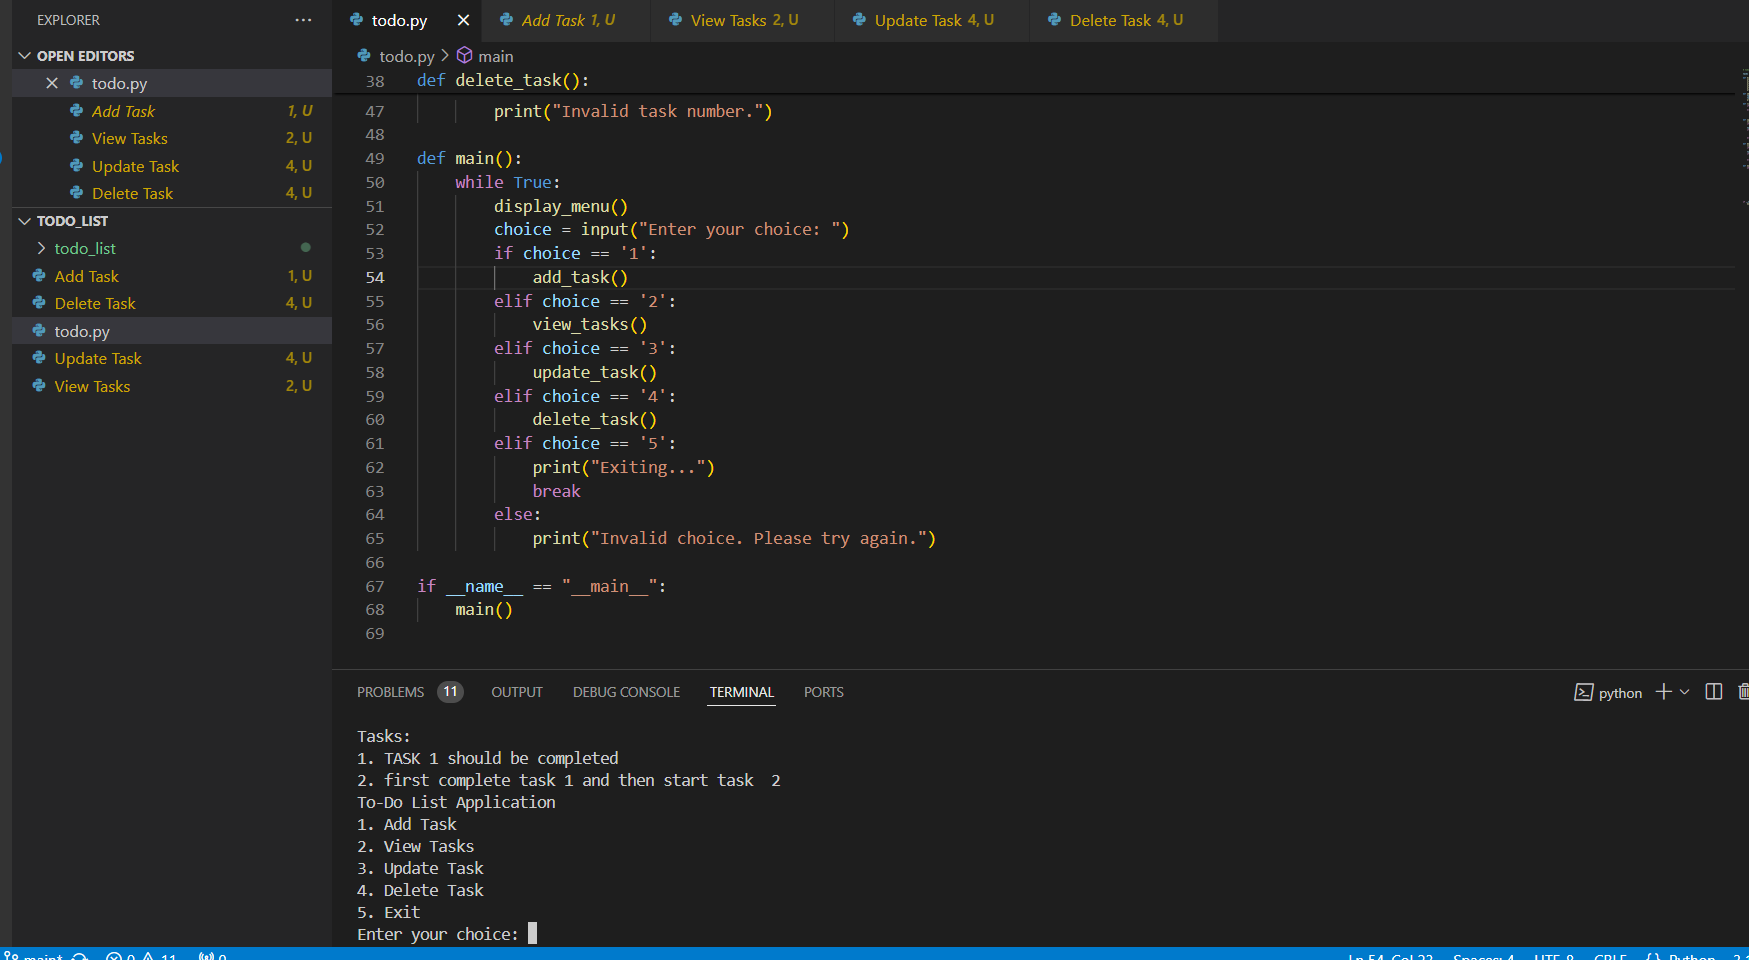 EXPLORER
OPEN EDITORS
todo.py
Add Task 1, U
View Tasks 2, U
Update Task 4, U
Delete Task 4, U
TODO_LIST
todo_list
Add Task 1, U
Delete Task 4, U
todo.py
Update Task 4, U
View Tasks 2, U
todo.py Add Task 1, U View Tasks 2, U Update Task 4, U Delete Task 4, U
todo.py > main
38 def delete_task():
47 print("Invalid task number.")
48
49 def main():
50 while True:
51 display_menu()
52 choice = input("Enter your choice: ")
53 if choice == '1':
54 add_task()
55 elif choice == '2':
56 view_tasks()
57 elif choice == '3':
58 update_task()
59 elif choice == '4':
60 delete_task()
61 elif choice == '5':
62 print("Exiting...")
63 break
64 else:
65 print("Invalid choice. Please try again.")
66
67 if __name__ == "__main__":
68 main()
69
PROBLEMS 11 OUTPUT DEBUG CONSOLE TERMINAL PORTS python
Tasks:
1. TASK 1 should be completed
2. first complete task 1 and then start task  2
To-Do List Application
1. Add Task
2. View Tasks
3. Update Task
4. Delete Task
5. Exit
Enter your choice:
main* 0 11 0 Ln 54, Col 23 Spaces: 4 UTF-8 CRLF {} Python